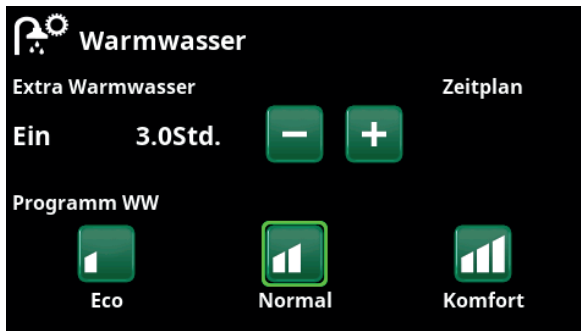 Warmwasser
Extra Warmwasser Zeitplan
Ein 3.0Std. − +
Programm WW
Eco Normal Komfort